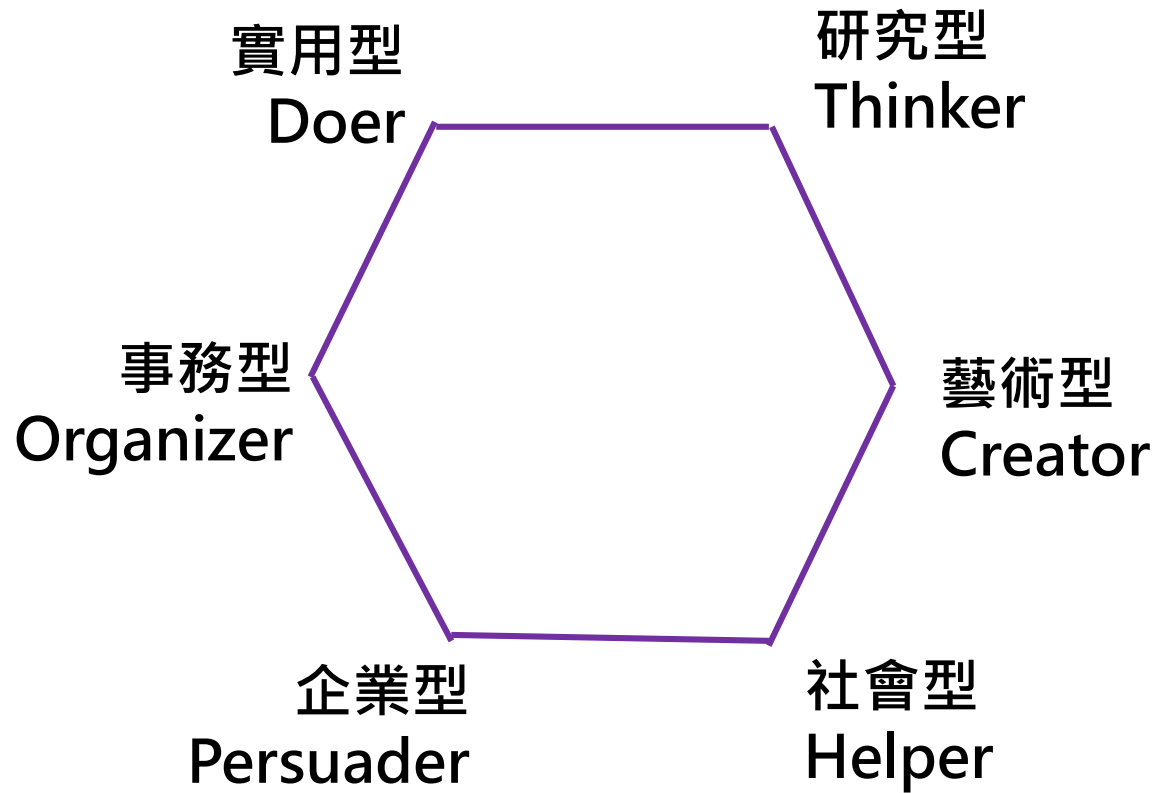 實用型
Doer
研究型
Thinker
事務型
Organizer
藝術型
Creator
企業型
Persuader
社會型
Helper